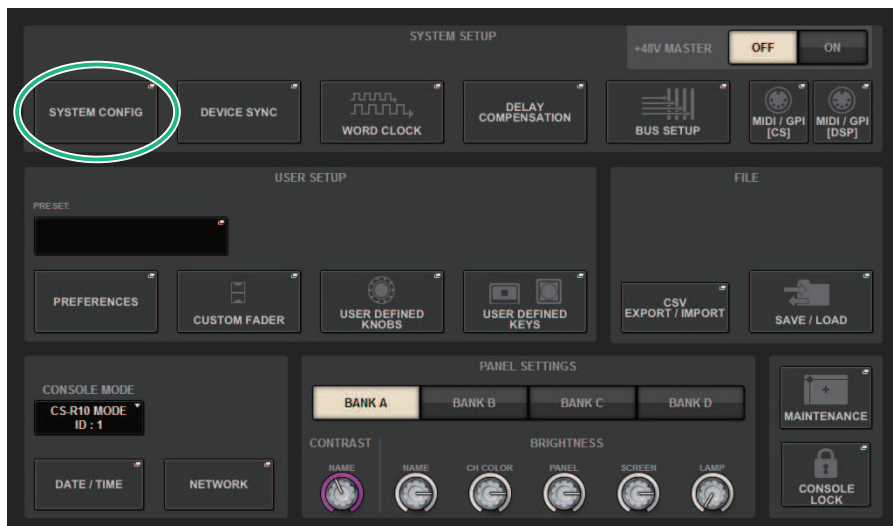 SYSTEM SETUP
+48V MASTER
OFF
ON
SYSTEM CONFIG
DEVICE SYNC
WORD CLOCK
DELAY
COMPENSATION
BUS SETUP
MIDI / GPI
[CS]
MIDI / GPI
[DSP]
USER SETUP
PRESET
PREFERENCES
CUSTOM FADER
USER DEFINED
KNOBS
USER DEFINED
KEYS
FILE
CSV
EXPORT / IMPORT
SAVE / LOAD
CONSOLE MODE
CS-R10 MODE
ID : 1
DATE / TIME
NETWORK
PANEL SETTINGS
BANK A
BANK B
BANK C
BANK D
CONTRAST
BRIGHTNESS
NAME
NAME
CH COLOR
PANEL
SCREEN
LAMP
MAINTENANCE
CONSOLE
LOCK